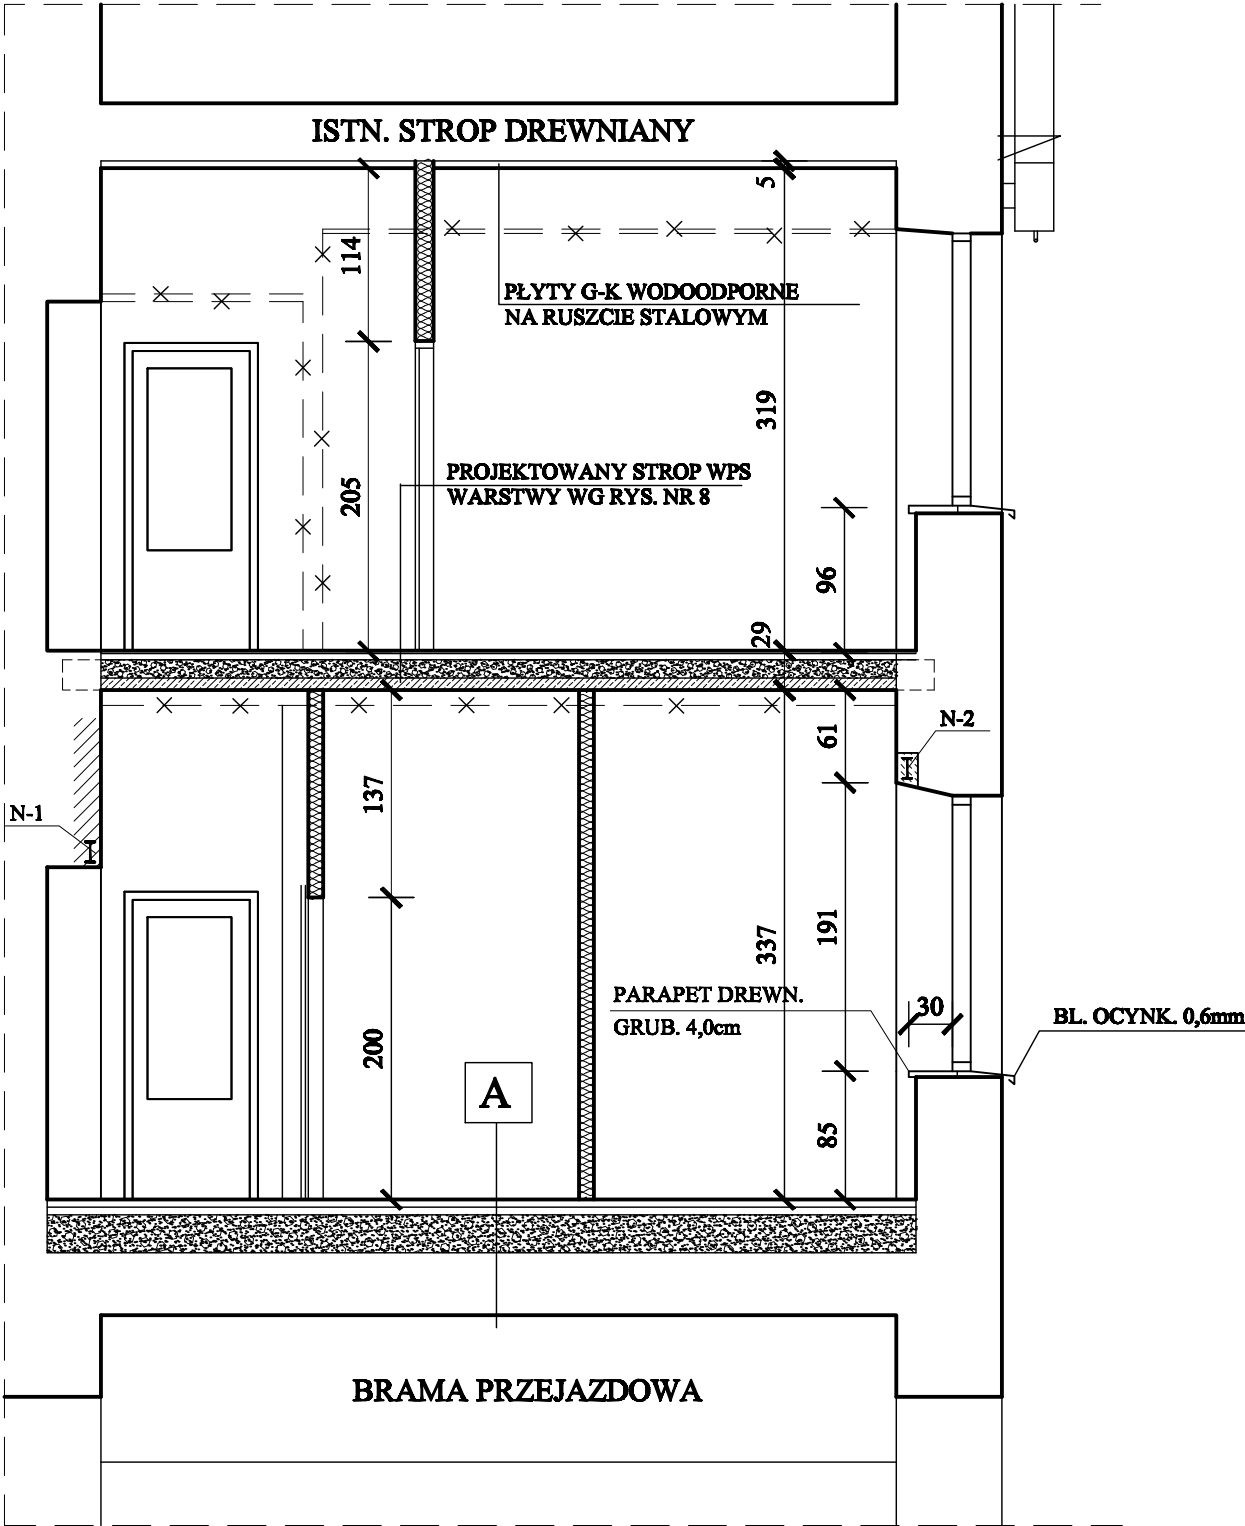 ISTN. STROP DREWNIANY
5
114
PŁYTY G-K WODOODPORNE
NA RUSZCIE STALOWYM
319
PROJEKTOWANY STROP WPS
WARSTWY WG RYS. NR 8
205
96
29
N-2
61
137
N-1
191
337
PARAPET DREWN.
GRUB. 4,0cm
30
BL. OCYNK. 0,6mm
200
A
85
BRAMA PRZEJAZDOWA